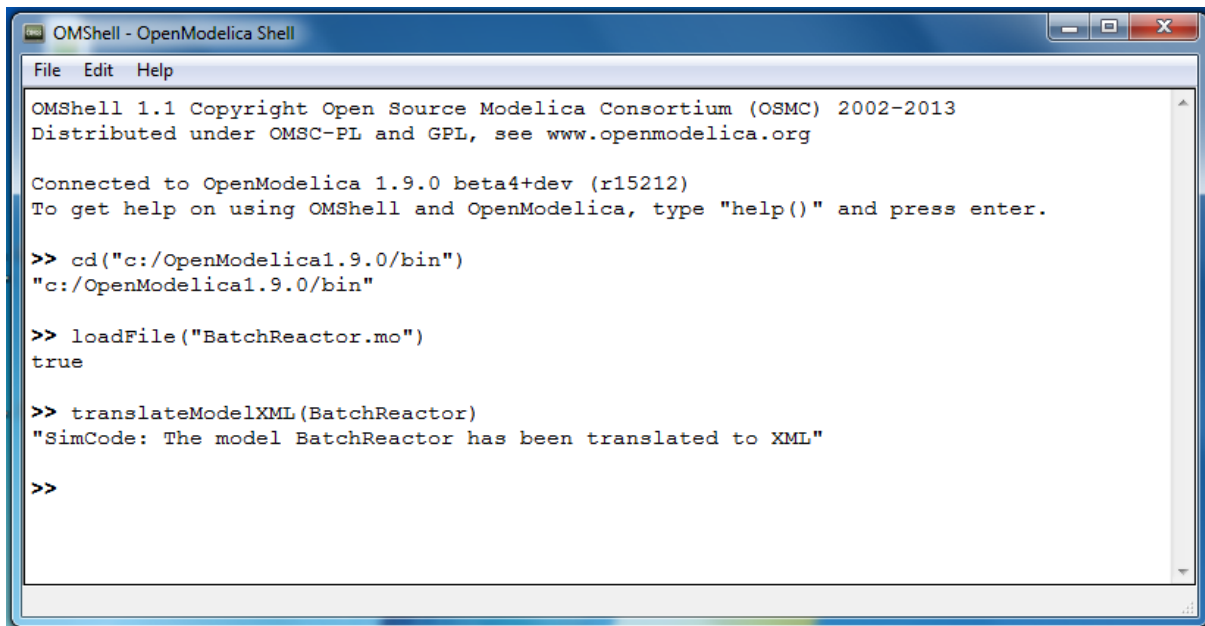 OMShell - OpenModelica Shell
File Edit Help
OMShell 1.1 Copyright Open Source Modelica Consortium (OSMC) 2002-2013
Distributed under OMSC-PL and GPL, see www.openmodelica.org
Connected to OpenModelica 1.9.0 beta4+dev (r15212)
To get help on using OMShell and OpenModelica, type "help()" and press enter.
>> cd("c:/OpenModelica1.9.0/bin")
"c:/OpenModelica1.9.0/bin"
>> loadFile("BatchReactor.mo")
true
>> translateModelXML(BatchReactor)
"SimCode: The model BatchReactor has been translated to XML"
>>